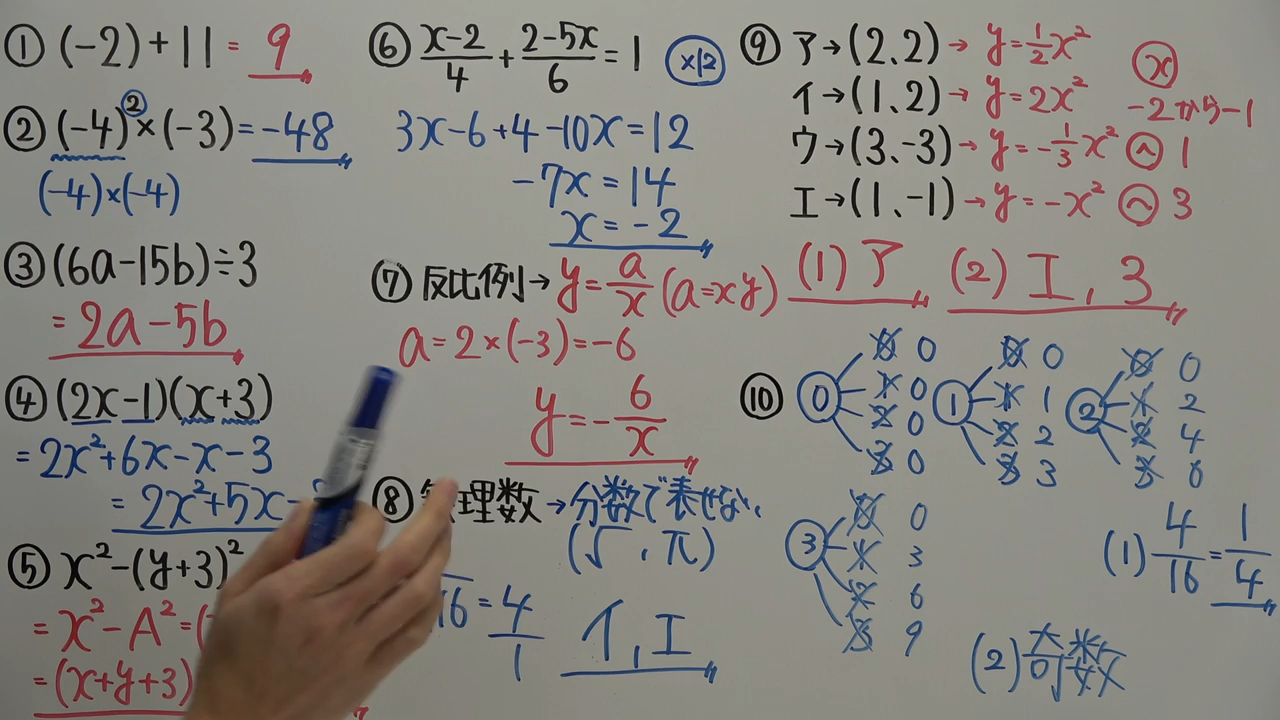 ① (-2)+11=9
② (-4)²×(-3)=-48
(-4)×(-4)
③ (6a-15b)÷3
=2a-5b
④ (2x-1)(x+3)
=2x²+6x-x-3
=2x²+5x-
⑤ x²-(y+3)²
=x²-A²=(
=(x+y+3)
⑥ x-2/4+2-5x/6=1 ×12
3x-6+4-10x=12
-7x=14
x=-2
⑦ 反比例→y=a/x(a=xy)
a=2×(-3)=-6
y=-6/x
⑧ 理数→分数で表せない
(√、π)
16=4/1 イ,エ
⑨ ア→(2、2)→y=1/2x²
イ→(1、2)→y=2x²
ウ→(3、-3)→y=-1/3x²
エ→(1、-1)→y=-x²
x
-2から-1
〜1
〜3
(1)ア (2)エ,3
⑩ 0 0 0 0 0
1 0 1 2 3
2 0 2 4 6
3 0 3 6 9
(1) 4/16=1/4
(2)